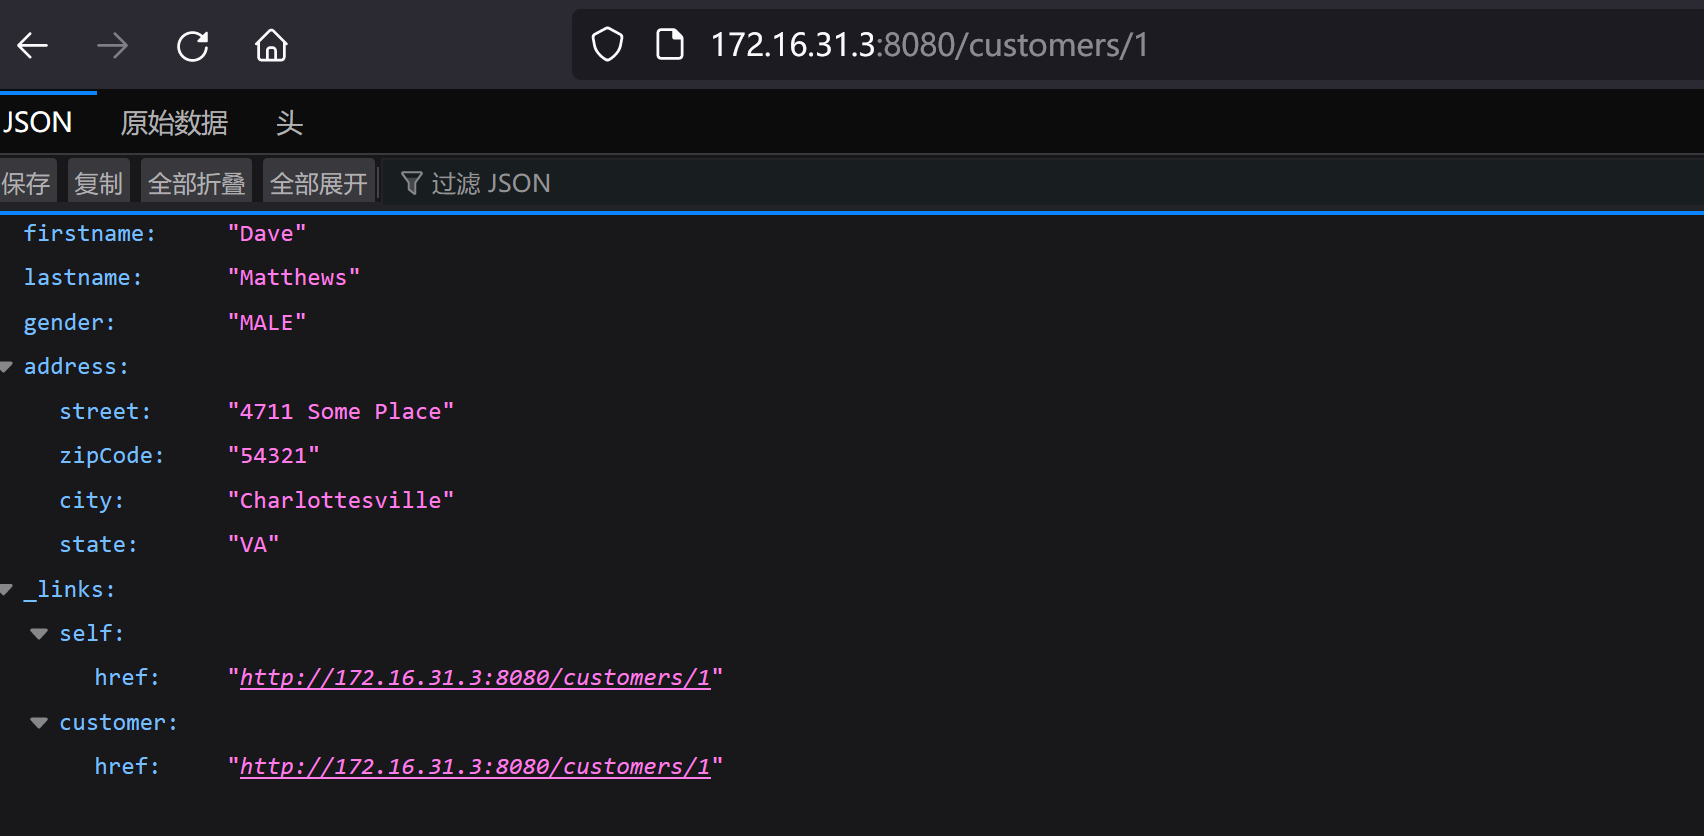 172.16.31.3:8080/customers/1
JSON 原始数据 头
保存 复制 全部折叠 全部展开 过滤 JSON
firstname: "Dave"
lastname: "Matthews"
gender: "MALE"
address:
street: "4711 Some Place"
zipCode: "54321"
city: "Charlottesville"
state: "VA"
_links:
self:
href: "http://172.16.31.3:8080/customers/1"
customer:
href: "http://172.16.31.3:8080/customers/1"